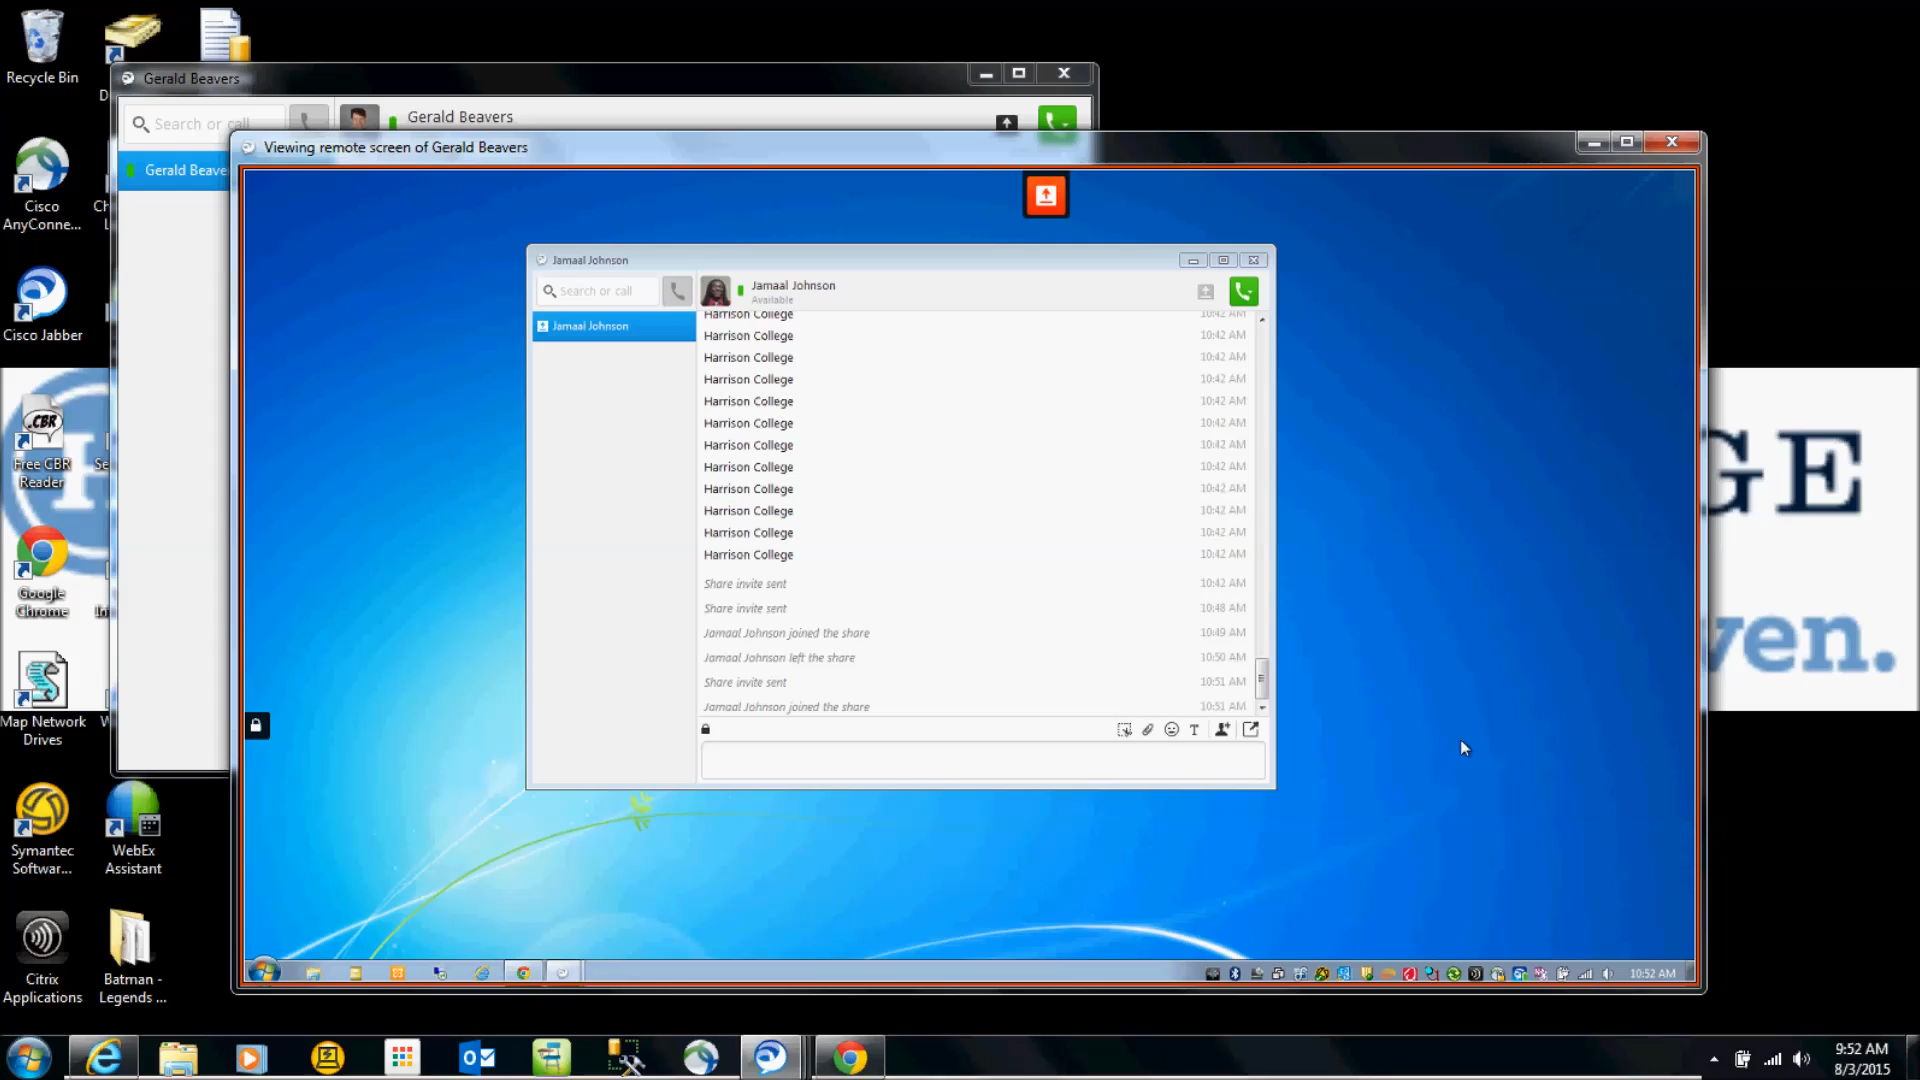 Recycle Bin
D
Gerald Beavers
Search or call
Gerald Beavers
Gerald Beave
Viewing remote screen of Gerald Beavers
Cisco
AnyConne...
Ch
L
Jamaal Johnson
Search or call
Jamaal Johnson
Available
Jamaal Johnson
Harrison College 10:42 AM
Harrison College 10:42 AM
Harrison College 10:42 AM
Harrison College 10:42 AM
Harrison College 10:42 AM
Harrison College 10:42 AM
Harrison College 10:42 AM
Harrison College 10:42 AM
Harrison College 10:42 AM
Harrison College 10:42 AM
Harrison College 10:42 AM
Harrison College 10:42 AM
Share invite sent 10:42 AM
Share invite sent 10:48 AM
Jamaal Johnson joined the share 10:49 AM
Jamaal Johnson left the share 10:50 AM
Share invite sent 10:51 AM
Jamaal Johnson joined the share 10:51 AM
Cisco Jabber
.CBR
Free CBR
Reader
Se
H
GE
ven.
Google
Chrome
In
Map Network
Drives
W
Symantec
Softwar...
WebEx
Assistant
Citrix
Applications
Batman -
Legends ...
10:52 AM
9:52 AM
8/3/2015